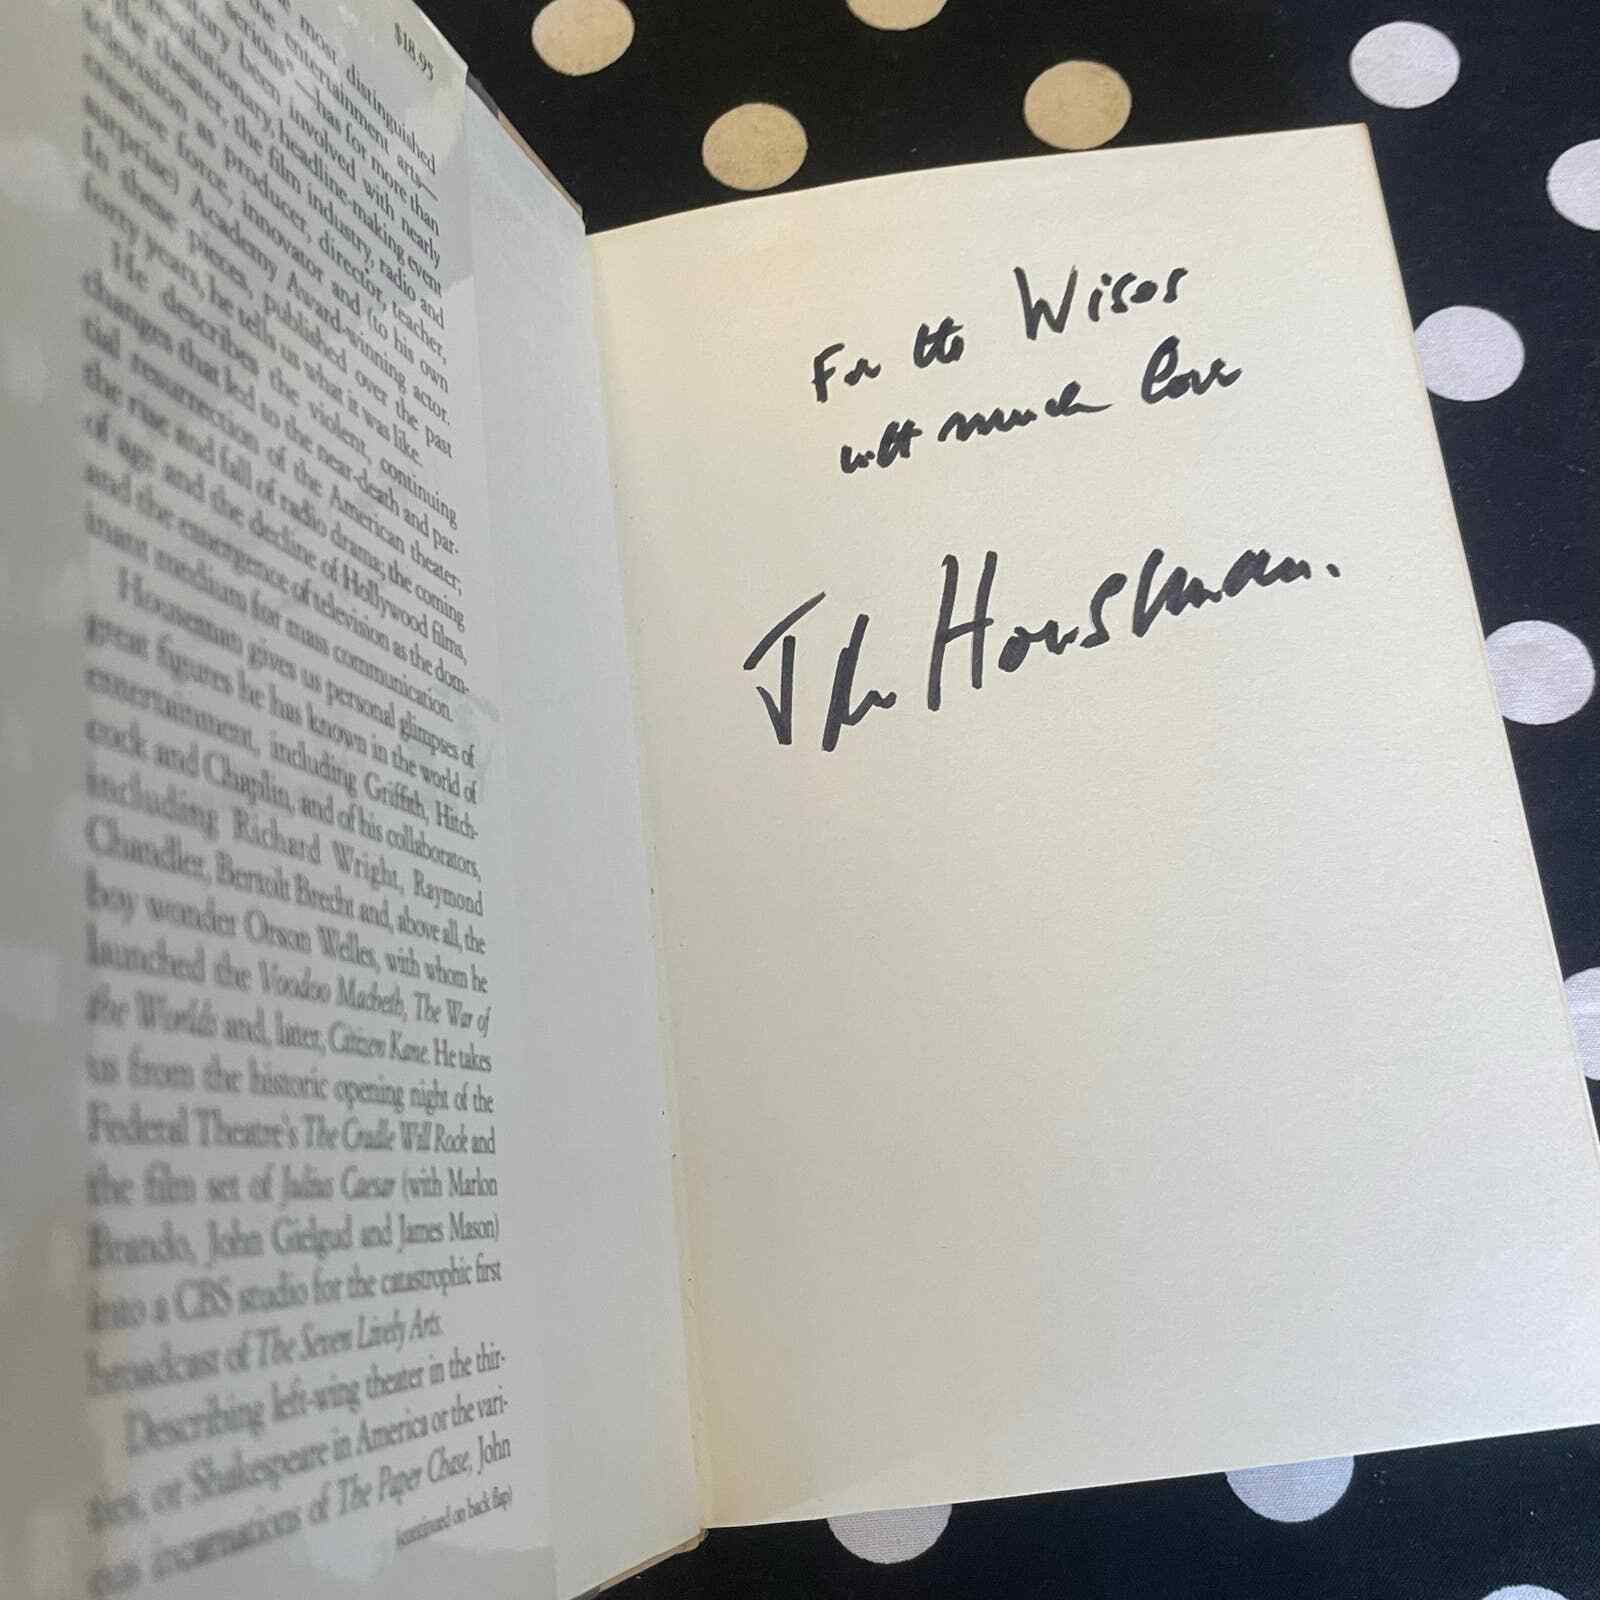 $18.95
most distinguished
the entertainment arts—
serious"—has for more than
been involved with nearly
revolutionary, headline-making event
the theater, the film industry, radio and
television as producer, director, teacher,
creative force, innovator and (to his own
surprise) Academy Award-winning actor.
In these pieces, published over the past
forty years, he tells us what it was like.
He describes the violent, continuing
changes that led to the near-death and par-
tial resurrection of the American theater;
the rise and fall of radio drama; the coming
of age and the decline of Hollywood films,
and the emergence of television as the dom-
inant medium for mass communication.
Houseman gives us personal glimpses of
great figures he has known in the world of
entertainment, including Griffith, Hitch-
cock and Chaplin, and of his collaborators,
including Richard Wright, Raymond
Chandler, Bertolt Brecht and, above all, the
boy wonder Orson Welles, with whom he
launched the Voodoo Macbeth, The War of
the Worlds and, later, Citizen Kane. He takes
us from the historic opening night of the
Federal Theatre's The Cradle Will Rock and
the film set of Julius Caesar (with Marlon
Brando, John Gielgud and James Mason)
into a CBS studio for the catastrophic first
broadcast of The Seven Lively Arts.
Describing left-wing theater in the thir-
ties, or Shakespeare in America or the vari-
ous incarnations of The Paper Chase, John
(continued on back flap)
For the Wises
with much love
John Houseman.